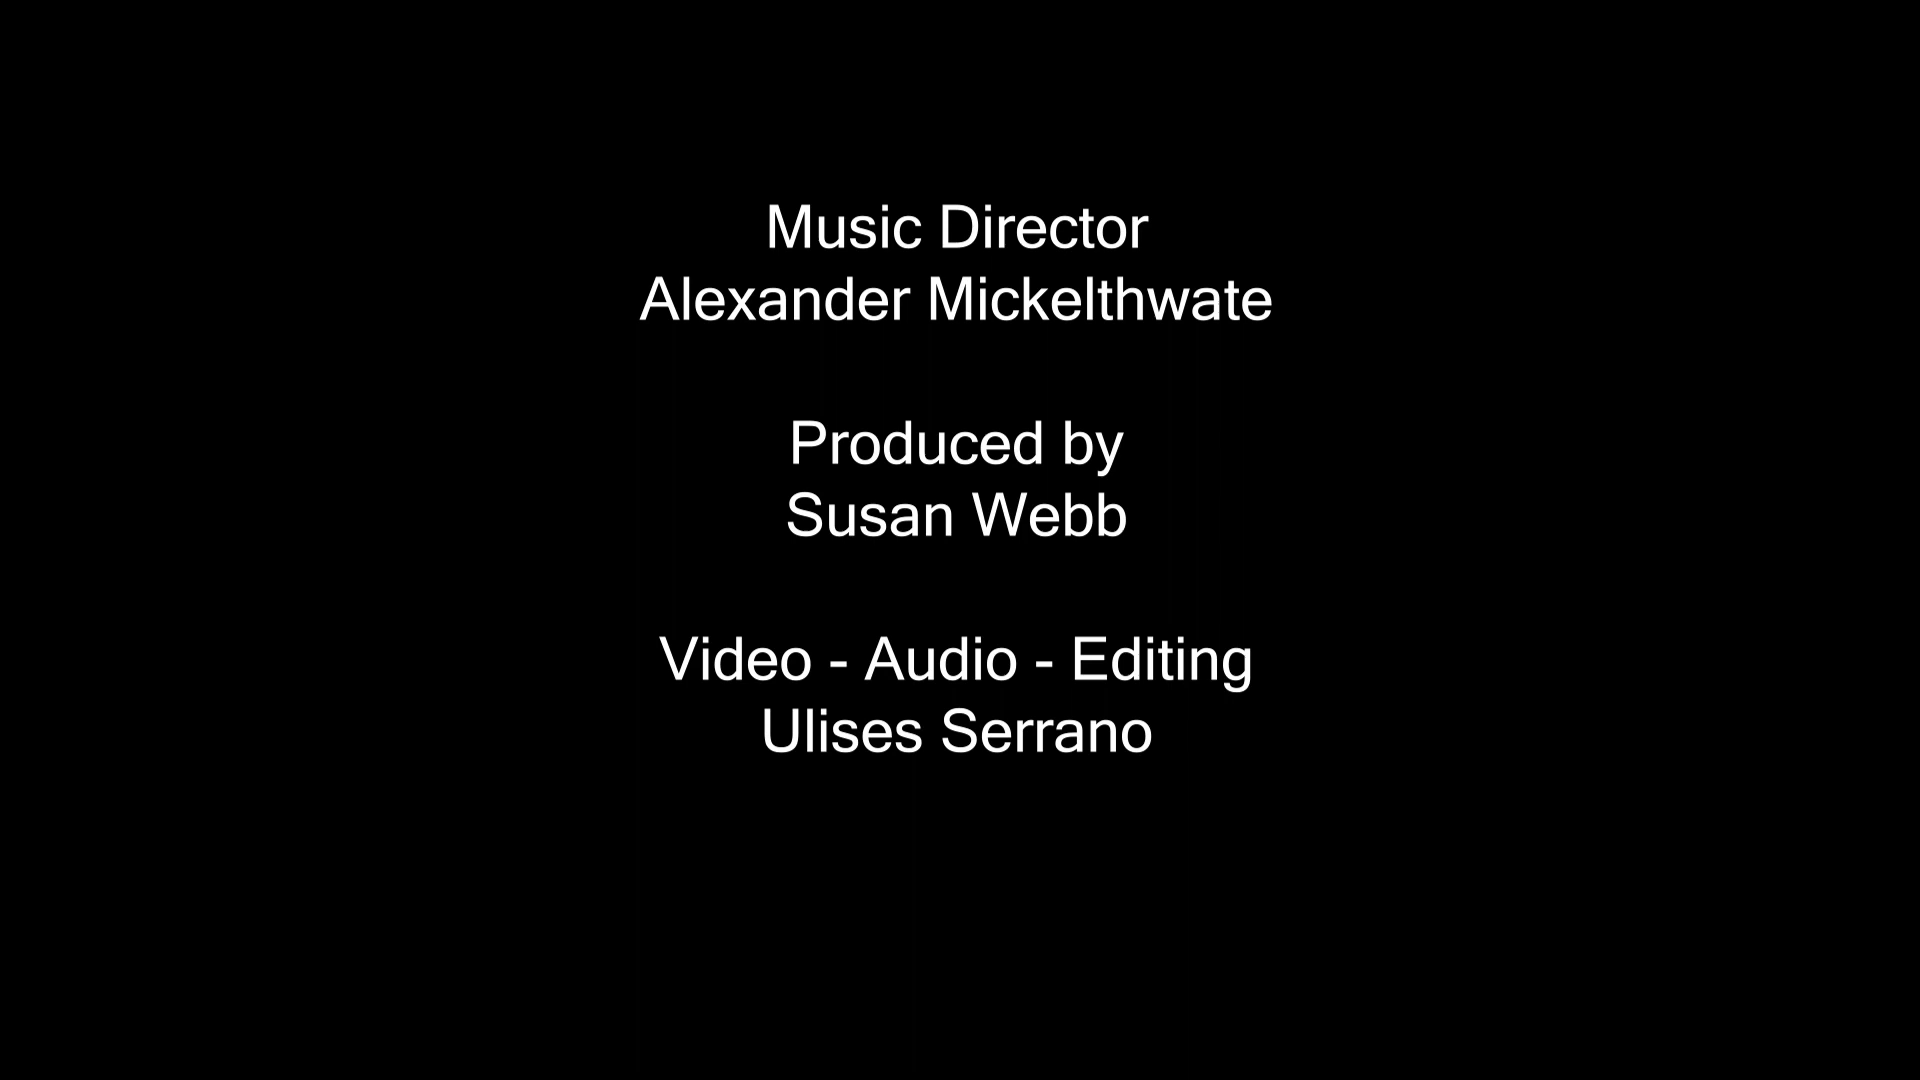 Music Director
Alexander Mickelthwate
Produced by
Susan Webb
Video - Audio - Editing
Ulises Serrano